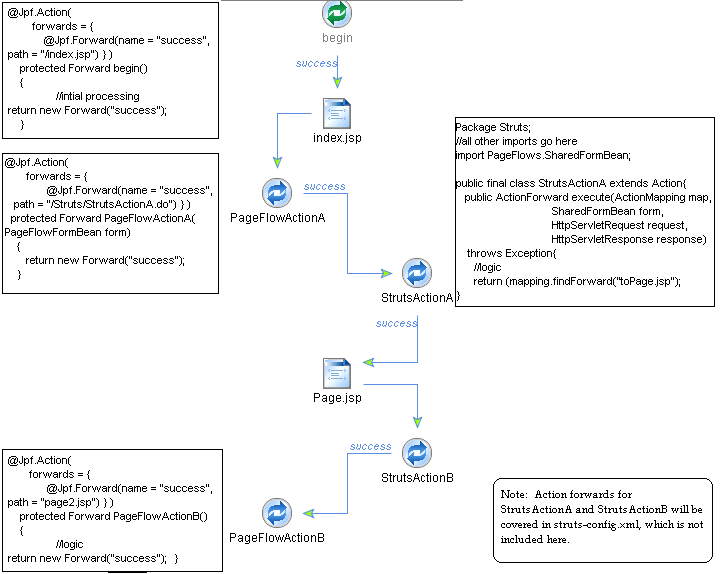 @Jpf.Action(
forwards = {
@Jpf.Forward(name = "success",
path = "/index.jsp") } )
protected Forward begin()
{
//intial processing
return new Forward("success");
}
begin
success
index.jsp
@Jpf.Action(
forwards = {
@Jpf.Forward(name = "success",
path = "/Struts/StrutsActionA.do") } )
protected Forward PageFlowActionA(
PageFlowFormBean form)
{
return new Forward("success");
}
success
PageFlowActionA
Package Struts;
//all other imports go here
import PageFlows.SharedFormBean;
public final class StrutsActionA extends Action{
public ActionForward execute(ActionMapping map,
SharedFormBean form,
HttpServletRequest request,
HttpServletResponse response)
throws Exception{
//logic
return (mapping.findForward("toPage.jsp");
}
StrutsActionA
success
Page.jsp
success
StrutsActionB
@Jpf.Action(
forwards = {
@Jpf.Forward(name = "success",
path = "page2.jsp") } )
protected Forward PageFlowActionB()
{
//logic
return new Forward("success"); }
PageFlowActionB
Note: Action forwards for
StrutsActionA and StrutsActionB will be
covered in struts-config.xml, which is not
included here.